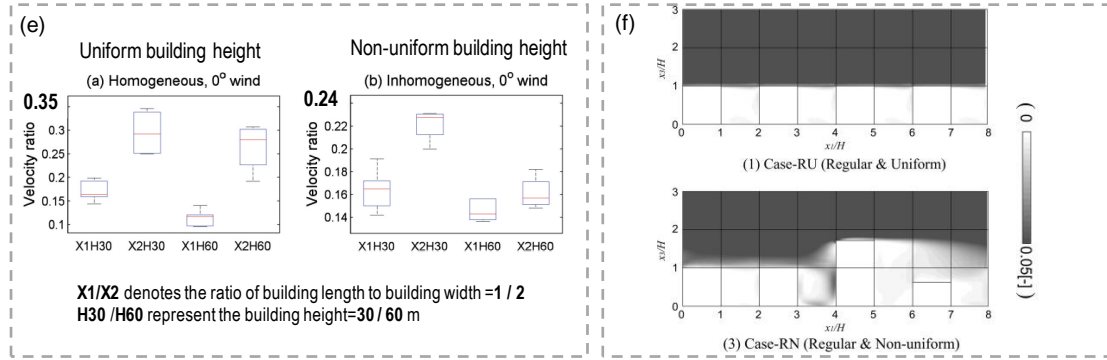 (e)
Uniform building height
Non-uniform building height
(a) Homogeneous, 0° wind
(b) Inhomogeneous, 0° wind
0.35
0.3
0.25
0.2
0.15
0.1
Velocity ratio
X1H30 X2H30 X1H60 X2H60
0.24
0.22
0.2
0.18
0.16
0.14
Velocity ratio
X1H30 X2H30 X1H60 X2H60
X1/X2 denotes the ratio of building length to building width =1 / 2
H30 /H60 represent the building height=30 / 60 m
(f)
3
2
1
0
x₃/H
0 1 2 3 4 5 6 7 8
x₁/H
(1) Case-RU (Regular & Uniform)
3
2
1
0
x₃/H
0 1 2 3 4 5 6 7 8
x₁/H
(3) Case-RN (Regular & Non-uniform)
( 0
0.05[-] )